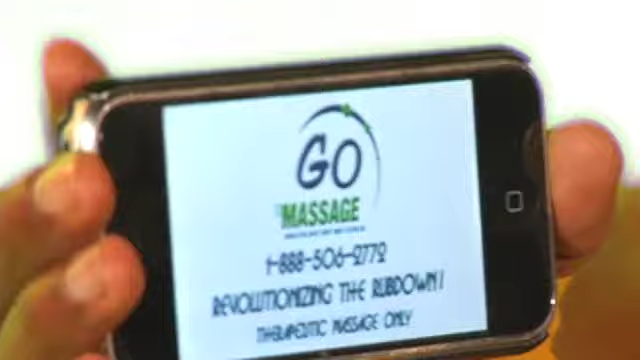 GO
MASSAGE
1-888-506-2772
REVOLUTIONIZING THE RUBDOWN!
THERAPEUTIC MASSAGE ONLY